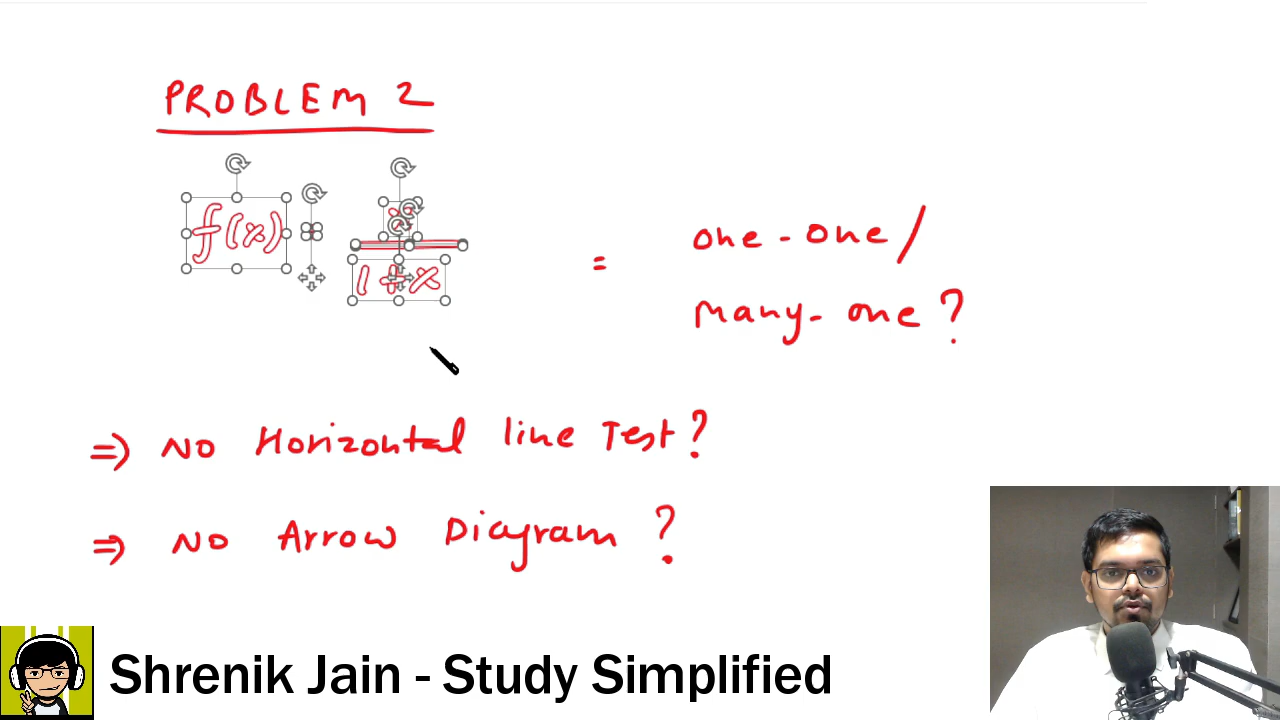 PROBLEM 2
f(x) = x / 1+x = one-one/
many-one?
⇒ NO Horizontal line Test?
⇒ NO Arrow Diagram ?
Shrenik Jain - Study Simplified